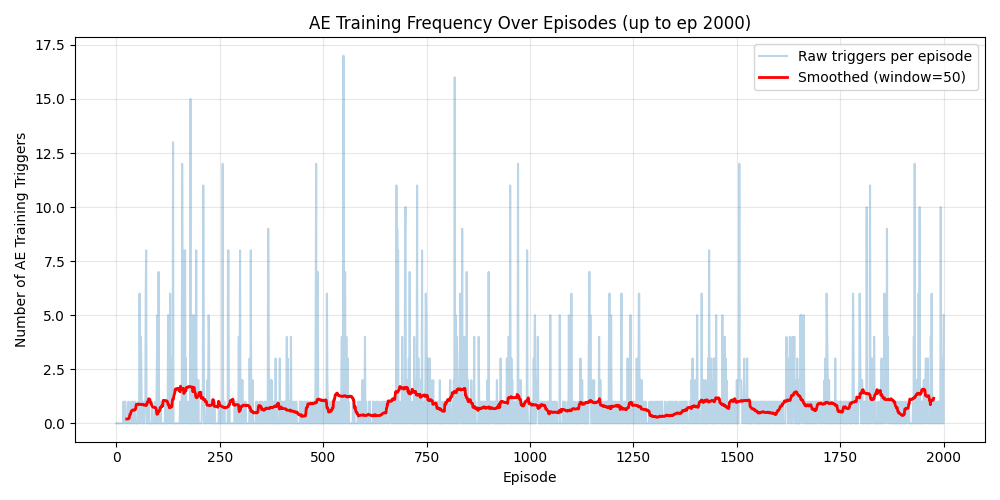 AE Training Frequency Over Episodes (up to ep 2000)
Raw triggers per episode
Smoothed (window=50)
Number of AE Training Triggers
17.5
15.0
12.5
10.0
7.5
5.0
2.5
0.0
0 250 500 750 1000 1250 1500 1750 2000
Episode